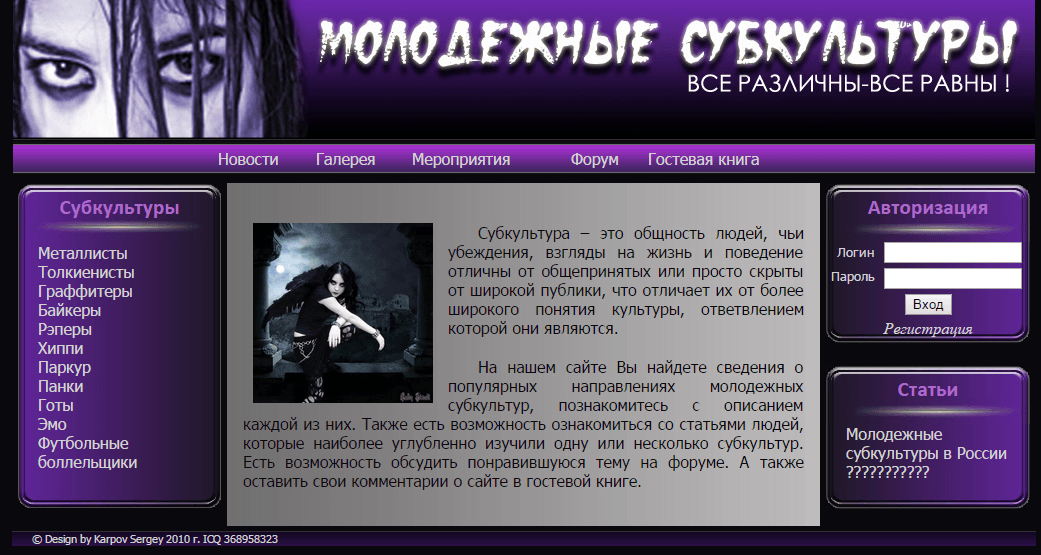 МОЛОДЕЖНЫЕ СУБКУЛЬТУРЫ
ВСЕ РАЗЛИЧНЫ-ВСЕ РАВНЫ !
Новости Галерея Мероприятия Форум Гостевая книга
Субкультуры
Металлисты
Толкиенисты
Граффитеры
Байкеры
Рэперы
Хиппи
Паркур
Панки
Готы
Эмо
Футбольные
боллельщики
Субкультура – это общность людей, чьи
убеждения, взгляды на жизнь и поведение
отличны от общепринятых или просто скрыты
от широкой публики, что отличает их от более
широкого понятия культуры, ответвлением
которой они являются.
На нашем сайте Вы найдете сведения о
популярных направлениях молодежных
субкультур, познакомитесь с описанием
каждой из них. Также есть возможность ознакомиться со статьями людей,
которые наиболее углубленно изучили одну или несколько субкультур.
Есть возможность обсудить понравившуюся тему на форуме. А также
оставить свои комментарии о сайте в гостевой книге.
Авторизация
Логин
Пароль
Вход
Регистрация
Статьи
Молодежные
субкультуры в России
???????????
© Design by Karpov Sergey 2010 г. ICQ 368958323